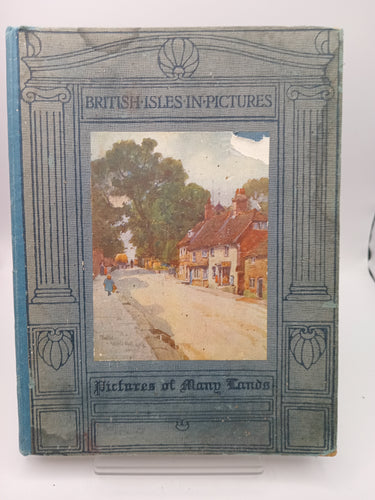 BRITISH·ISLES·IN·PICTURES
Pictures of Many Lands